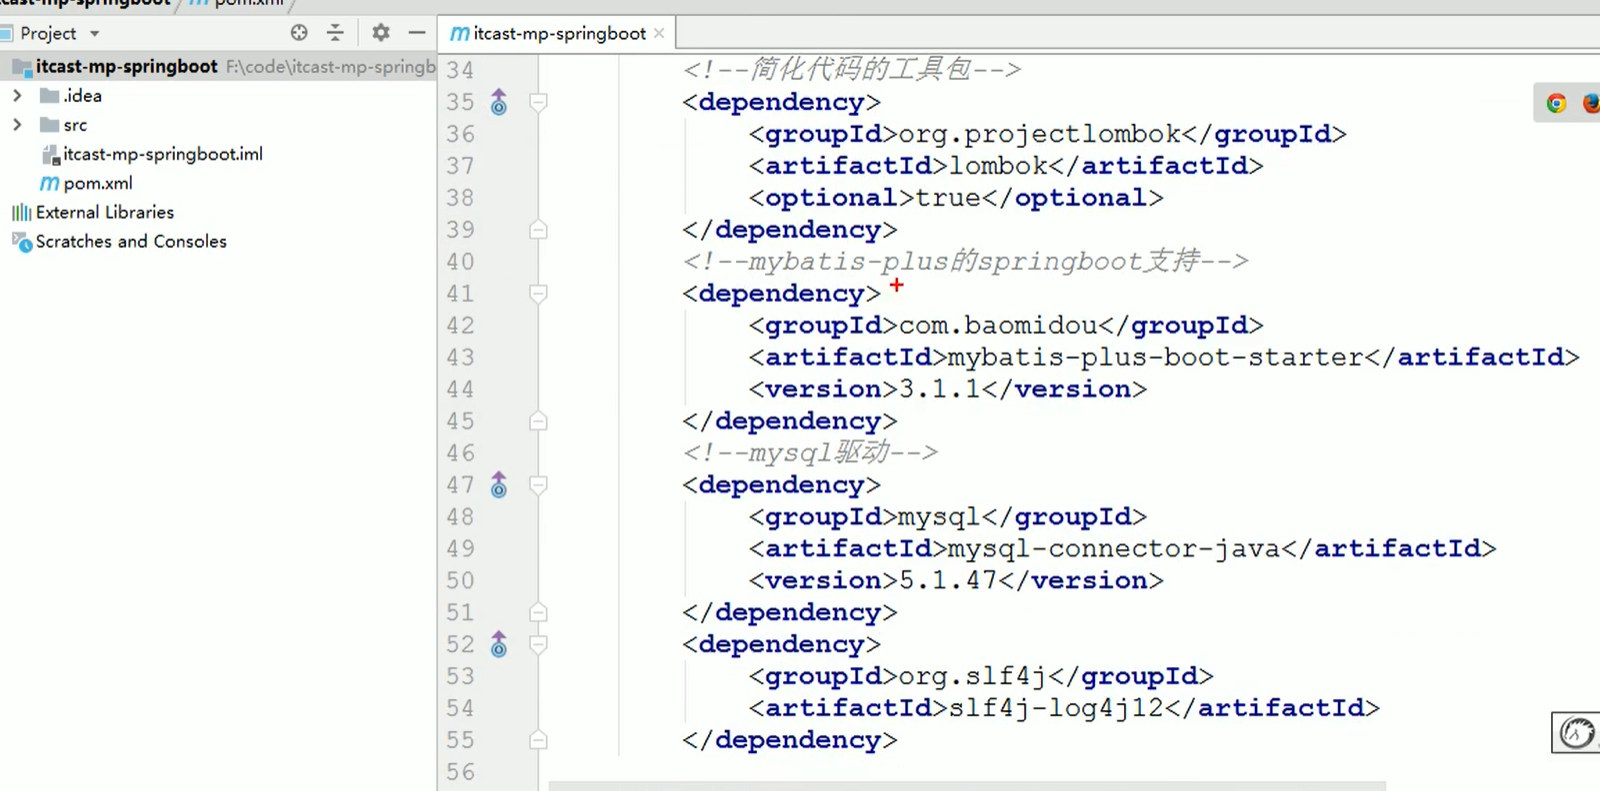 itcast-mp-springboot pom.xml
Project
itcast-mp-springboot F:\code\itcast-mp-springb
.idea
src
itcast-mp-springboot.iml
pom.xml
External Libraries
Scratches and Consoles
itcast-mp-springboot
34 <!--简化代码的工具包-->
35 <dependency>
36 <groupId>org.projectlombok</groupId>
37 <artifactId>lombok</artifactId>
38 <optional>true</optional>
39 </dependency>
40 <!--mybatis-plus的springboot支持-->
41 <dependency>
42 <groupId>com.baomidou</groupId>
43 <artifactId>mybatis-plus-boot-starter</artifactId>
44 <version>3.1.1</version>
45 </dependency>
46 <!--mysql驱动-->
47 <dependency>
48 <groupId>mysql</groupId>
49 <artifactId>mysql-connector-java</artifactId>
50 <version>5.1.47</version>
51 </dependency>
52 <dependency>
53 <groupId>org.slf4j</groupId>
54 <artifactId>slf4j-log4j12</artifactId>
55 </dependency>
56